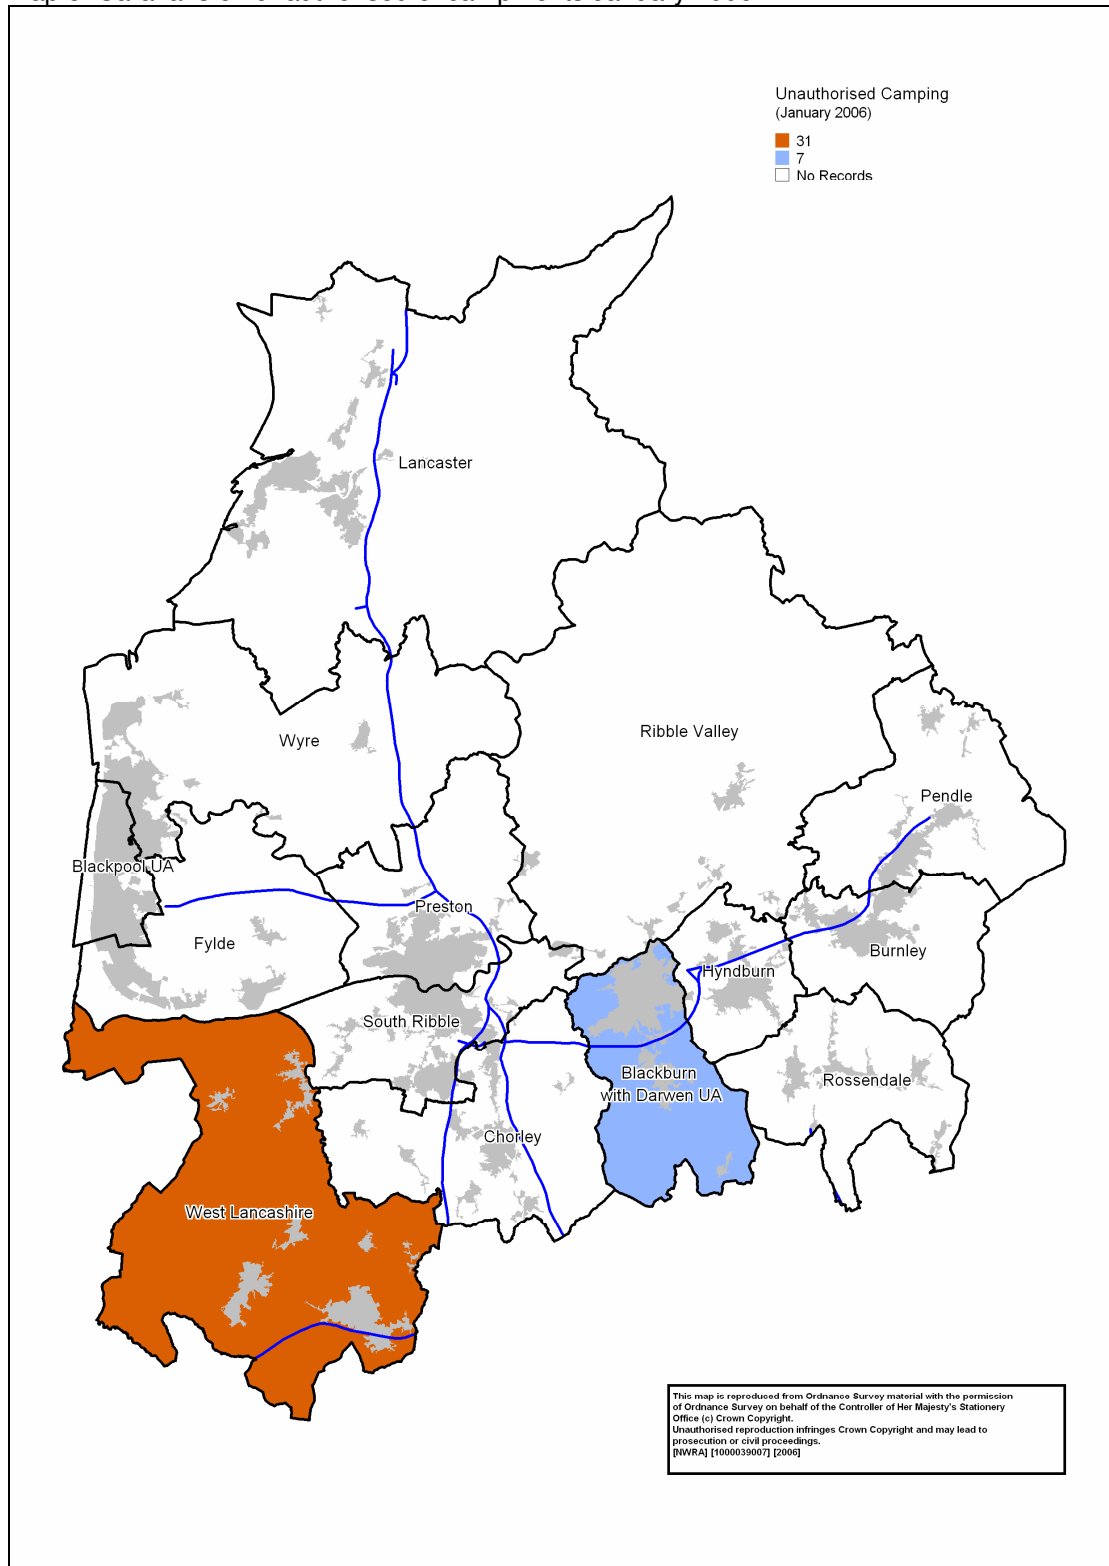 Unauthorised Camping
(January 2006)
31
7
No Records
Lancaster
Wyre
Ribble Valley
Pendle
Blackpool UA
Preston
Fylde
Burnley
Hyndburn
South Ribble
Blackburn
with Darwen UA
Rossendale
Chorley
West Lancashire
This map is reproduced from Ordnance Survey material with the permission
of Ordnance Survey on behalf of the Controller of Her Majesty's Stationery
Office (c) Crown Copyright.
Unauthorised reproduction infringes Crown Copyright and may lead to
prosecution or civil proceedings.
[NWRA] [1000039007] [2006]